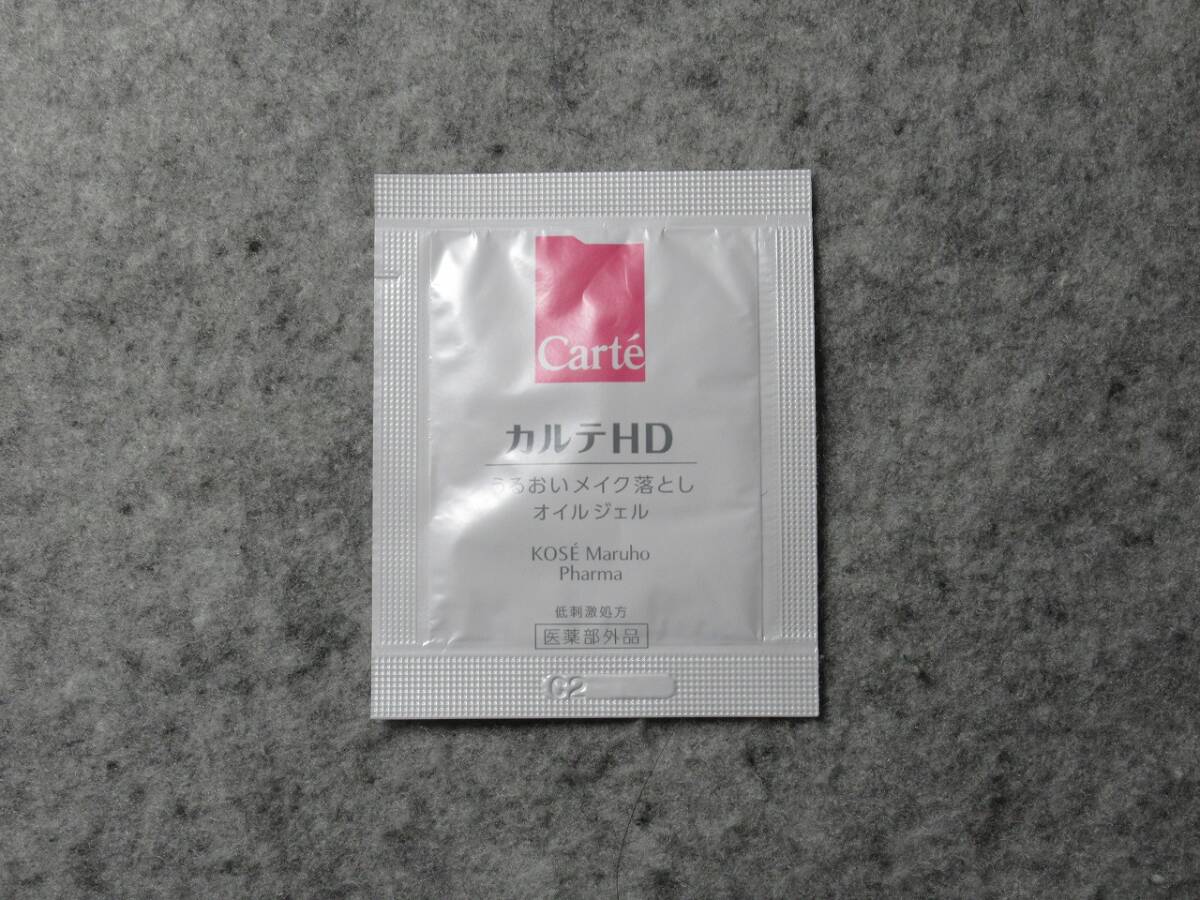 Carté
カルテHD
うるおいメイク落とし
オイルジェル
KOSÉ Maruho
Pharma
低刺激処方
医薬部外品
C2